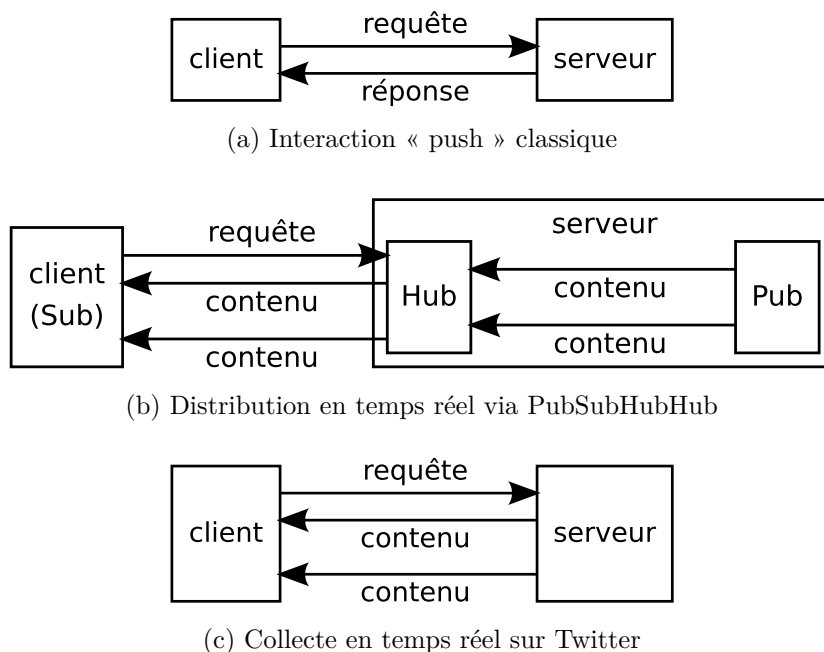 requête
client
serveur
réponse
(a) Interaction « push » classique
serveur
requête
client
(Sub)
Hub
Pub
contenu
contenu
contenu
contenu
(b) Distribution en temps réel via PubSubHubHub
requête
client
serveur
contenu
contenu
(c) Collecte en temps réel sur Twitter